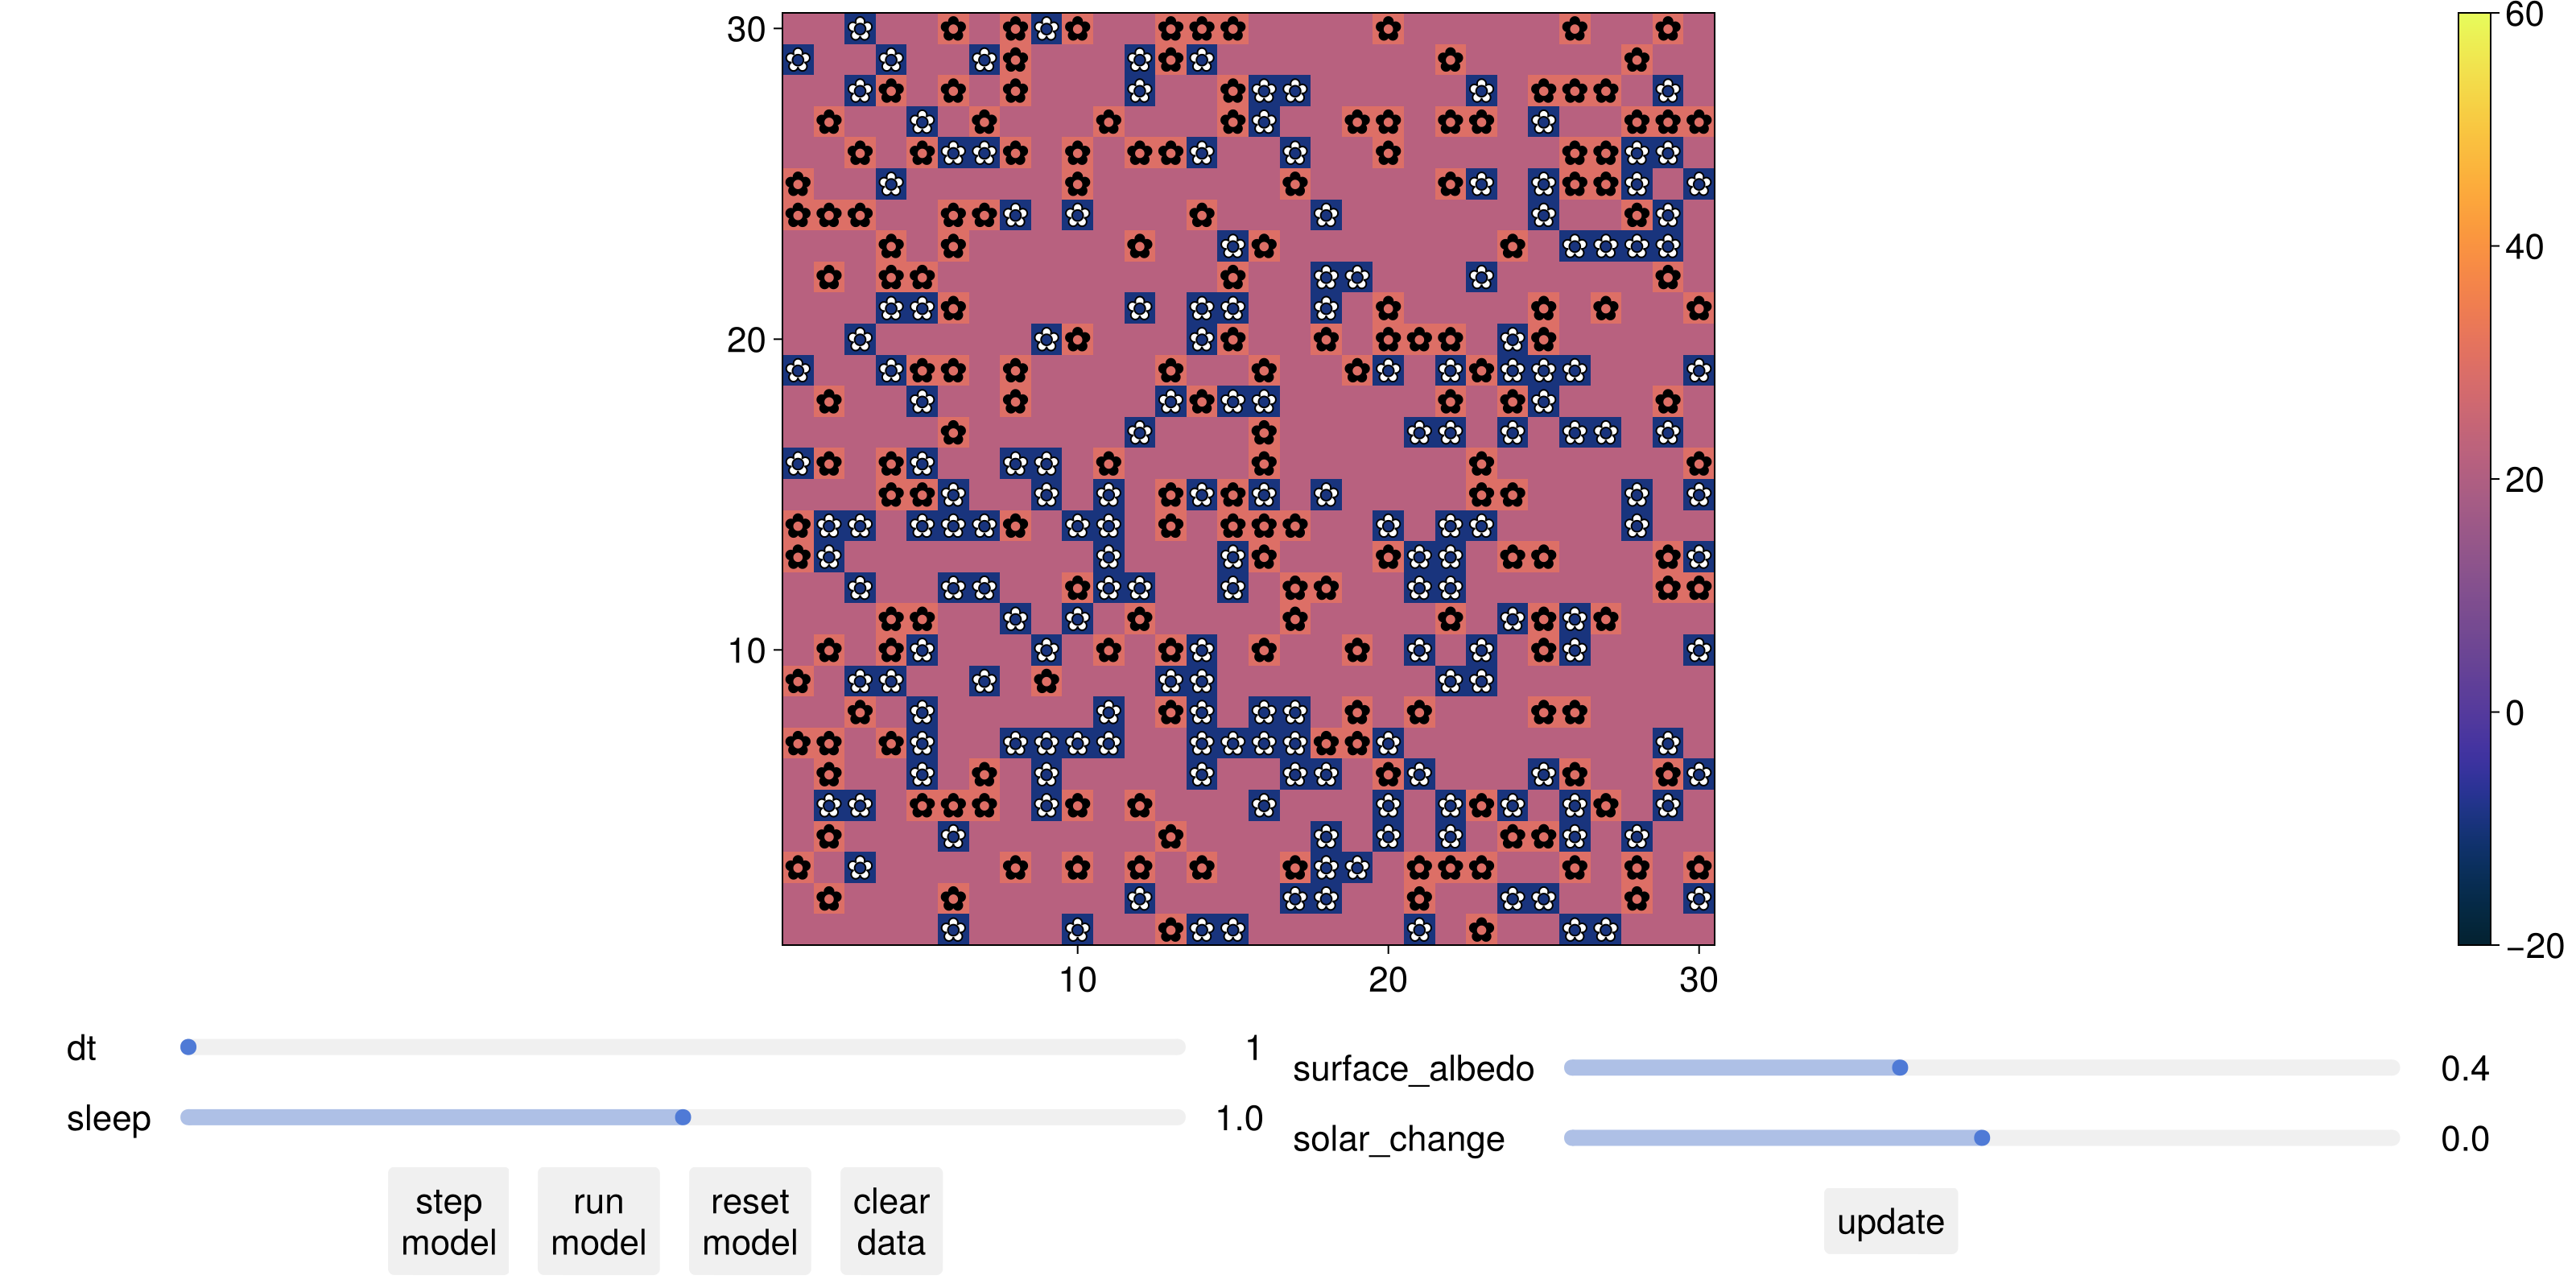 30
20
10
10 20 30
60
40
20
0
−20
dt 1
sleep 1.0
surface_albedo 0.4
solar_change 0.0
step
model
run
model
reset
model
clear
data
update